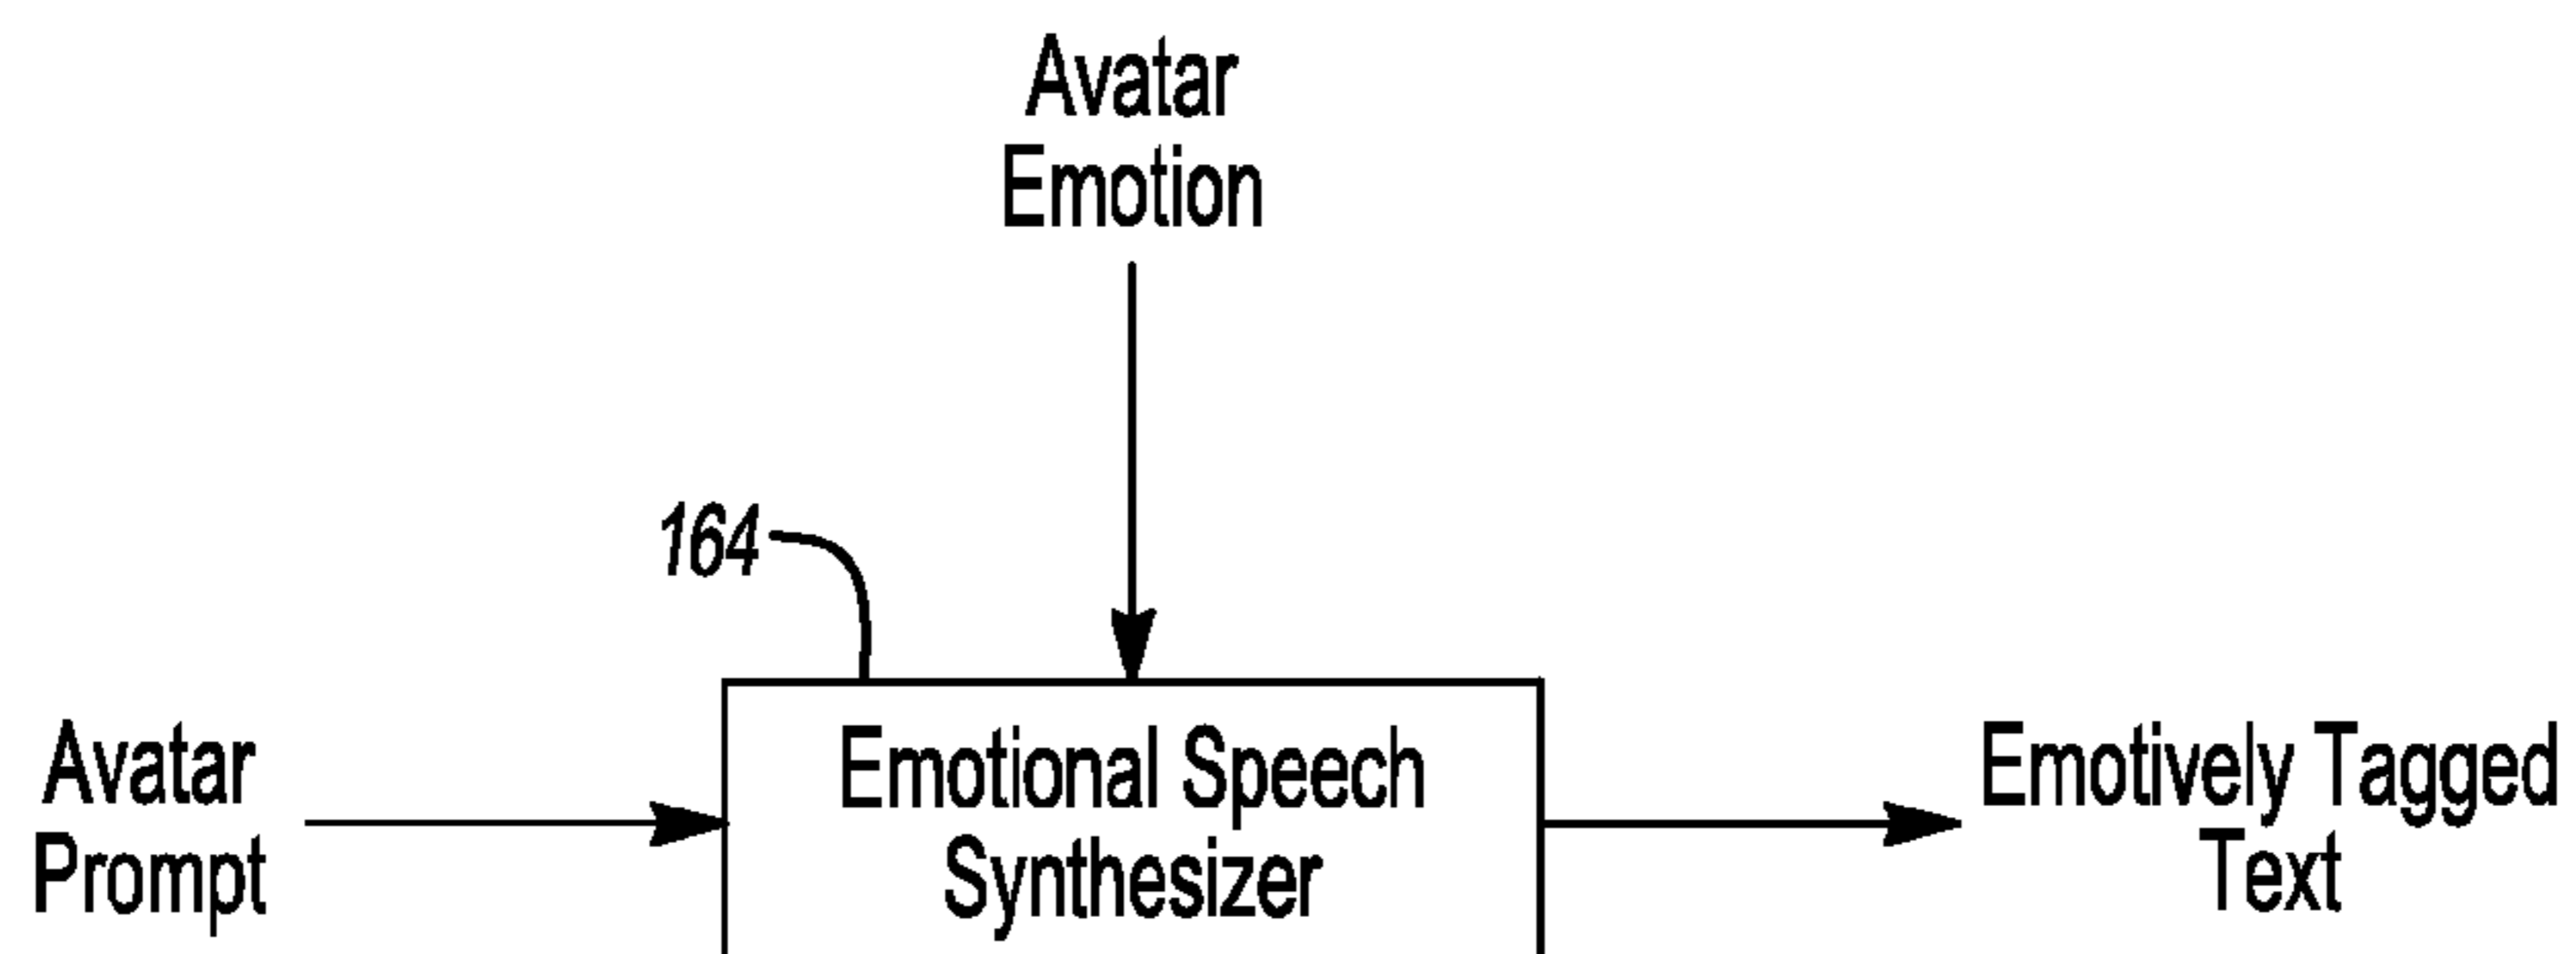 Avatar
Emotion
164
Avatar
Prompt
Emotional Speech
Synthesizer
Emotively Tagged
Text